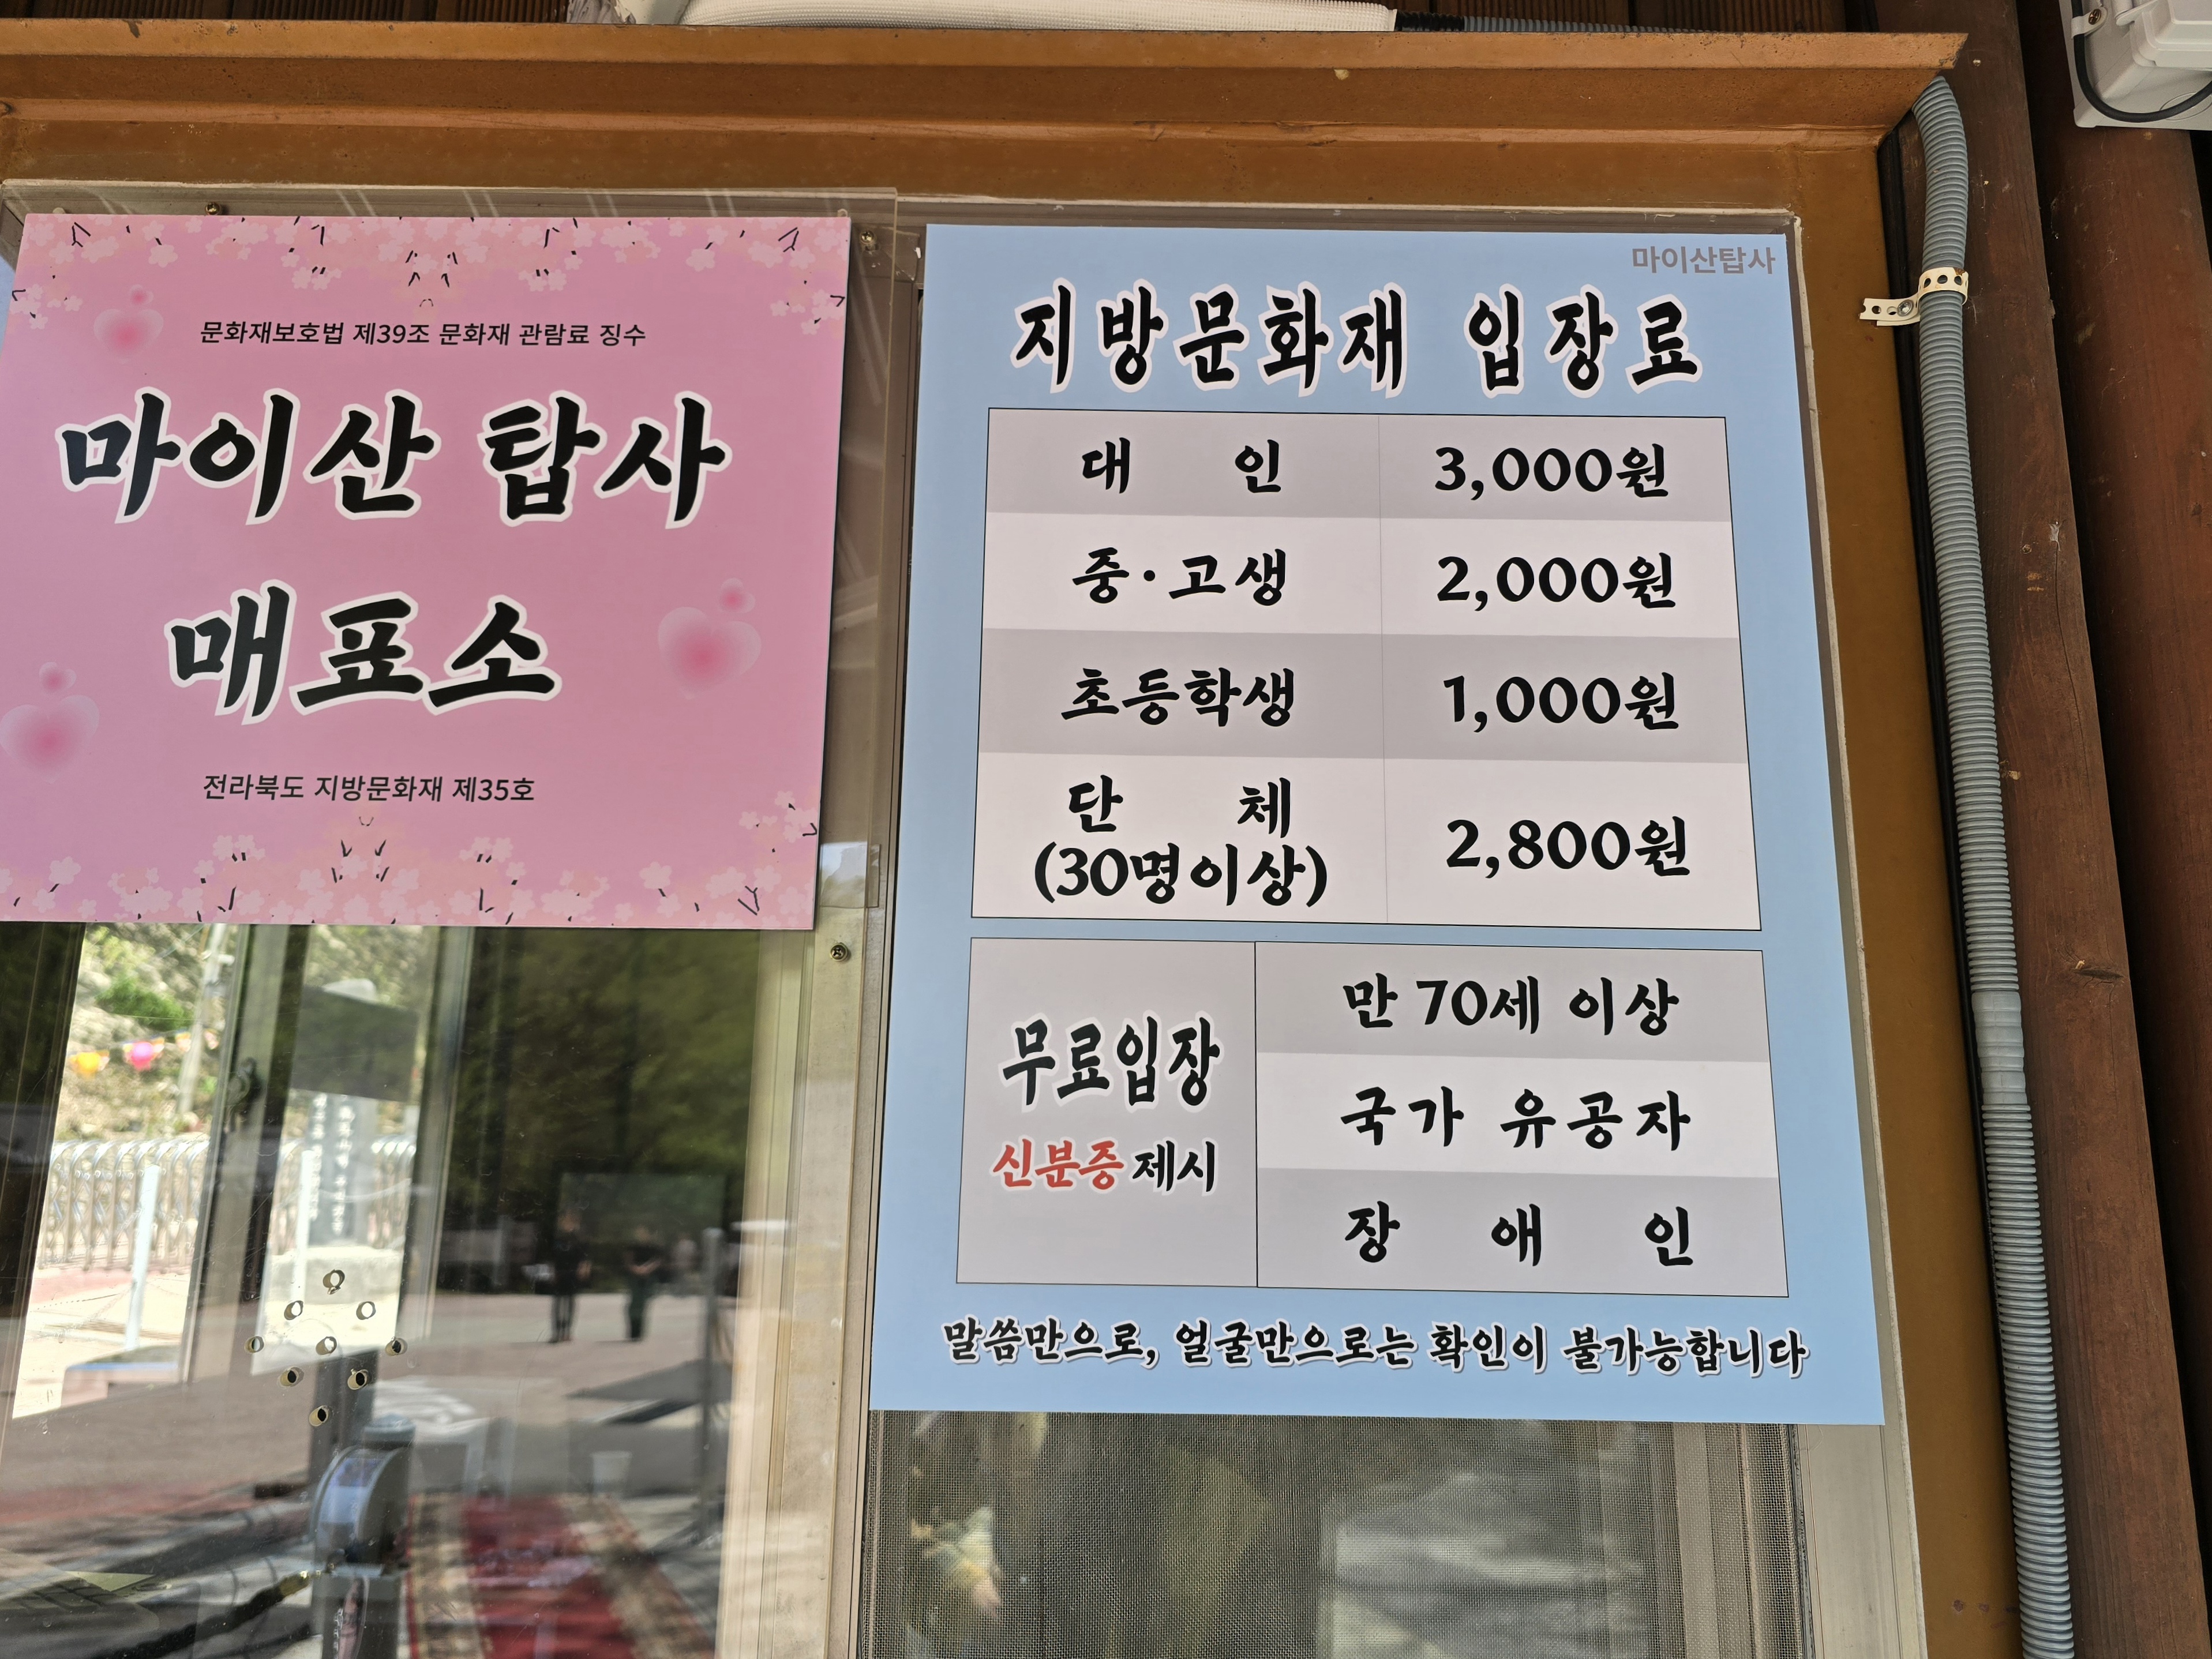 문화재보호법 제39조 문화재 관람료 징수
마이산 탑사
매표소
전라북도 지방문화재 제35호
마이산탑사
지방문화재 입장료
대 인 3,000원
중·고생 2,000원
초등학생 1,000원
단 체
(30명이상) 2,800원
무료입장
신분증 제시
만 70세 이상
국가 유공자
장 애 인
말씀만으로, 얼굴만으로는 확인이 불가능합니다